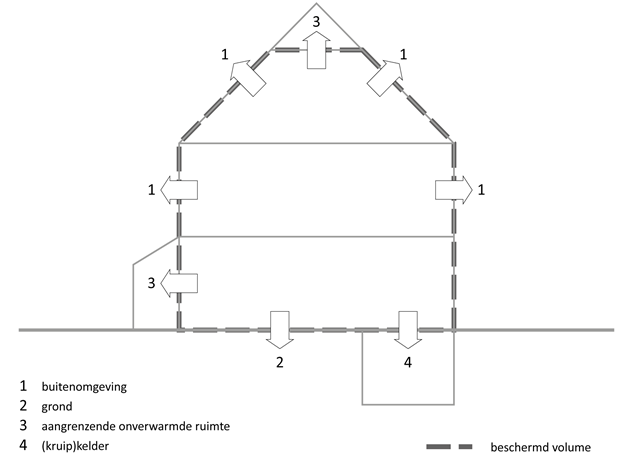 3
1 1
1 1
3
2 4
1 buitenomgeving
2 grond
3 aangrenzende onverwarmde ruimte
4 (kruip)kelder
beschermd volume